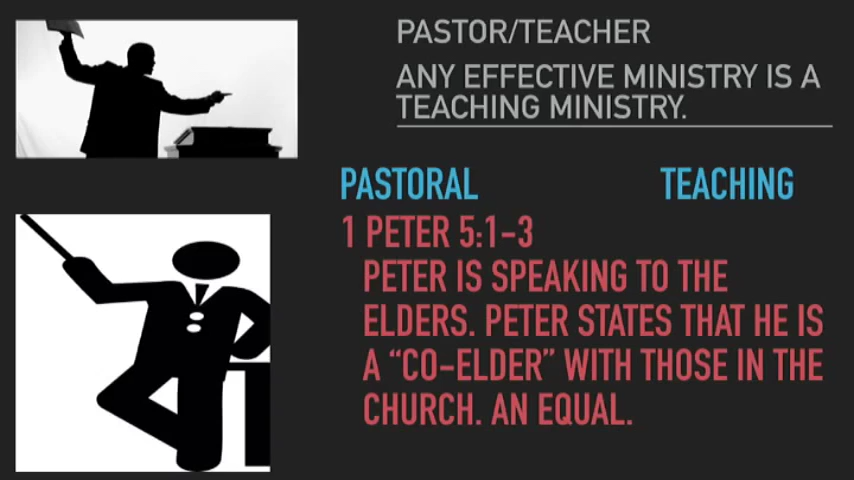 PASTOR/TEACHER
ANY EFFECTIVE MINISTRY IS A
TEACHING MINISTRY.
PASTORAL TEACHING
1 PETER 5:1-3
PETER IS SPEAKING TO THE
ELDERS. PETER STATES THAT HE IS
A “CO-ELDER” WITH THOSE IN THE
CHURCH. AN EQUAL.